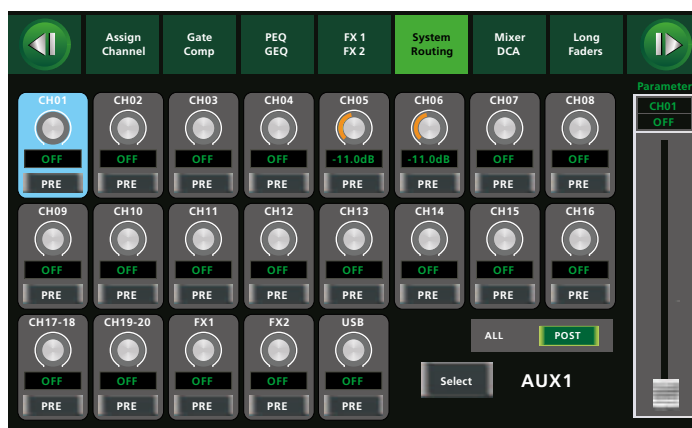 Assign Channel
Gate Comp
PEQ GEQ
FX 1 FX 2
System Routing
Mixer DCA
Long Faders
Parameter
CH01
OFF
CH01 CH02 CH03 CH04 CH05 CH06 CH07 CH08
OFF OFF OFF OFF -11.0dB -11.0dB OFF OFF
PRE PRE PRE PRE PRE PRE PRE PRE
CH09 CH10 CH11 CH12 CH13 CH14 CH15 CH16
OFF OFF OFF OFF OFF OFF OFF OFF
PRE PRE PRE PRE PRE PRE PRE PRE
CH17-18 CH19-20 FX1 FX2 USB
OFF OFF OFF OFF OFF
PRE PRE PRE PRE PRE
ALL POST
Select AUX1